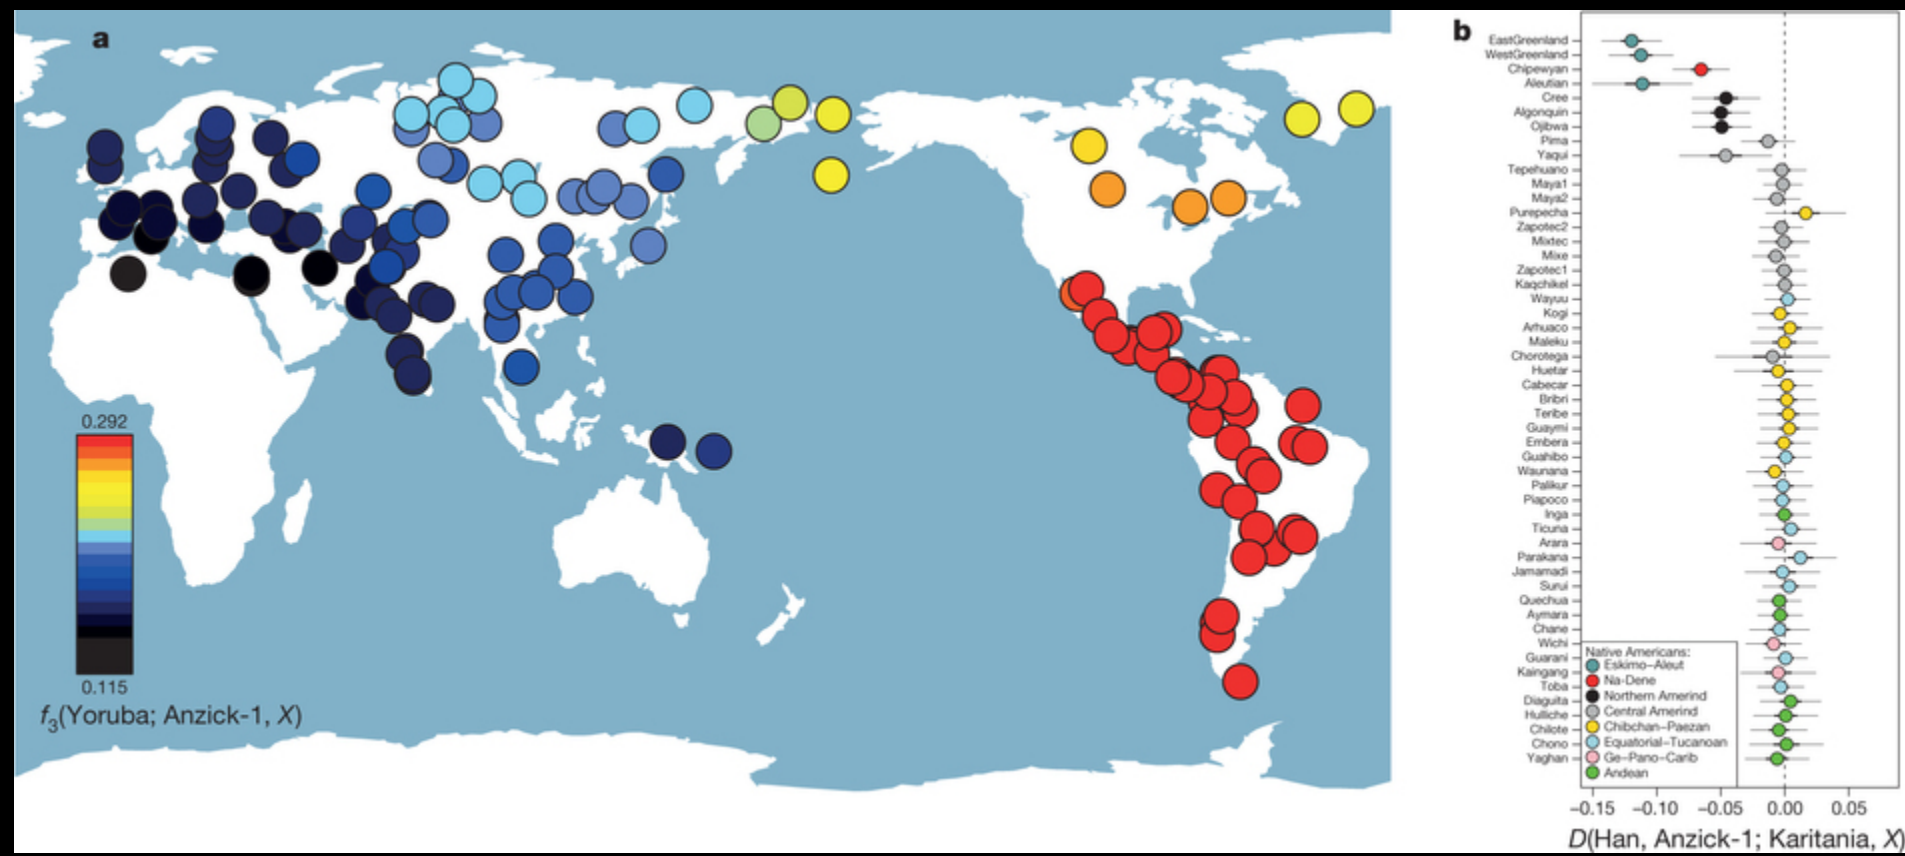 a
0.292
0.115
f3(Yoruba; Anzick-1, X)
b
EastGreenland
WestGreenland
Chipewyan
Aleutian
Cree
Algonquin
Ojibwa
Pima
Yaqui
Tepehuano
Maya1
Maya2
Purepecha
Zapotec2
Mixtec
Mixe
Zapotec1
Kaqchikel
Wayuu
Kogi
Arhuaco
Maleku
Chorotega
Huetar
Cabecar
Bribri
Teribe
Guaymi
Embera
Guahibo
Waunana
Palikur
Piapoco
Inga
Ticuna
Arara
Parakana
Jamamadi
Surui
Quechua
Aymara
Chane
Wichi
Guarani
Kaingang
Toba
Diaguita
Hulliche
Chilote
Chono
Yaghan
Native Americans:
Eskimo–Aleut
Na-Dene
Northern Amerind
Central Amerind
Chibchan–Paezan
Equatorial–Tucanoan
Ge–Pano–Carib
Andean
−0.15 −0.10 −0.05 0.00 0.05
D(Han, Anzick-1; Karitania, X)